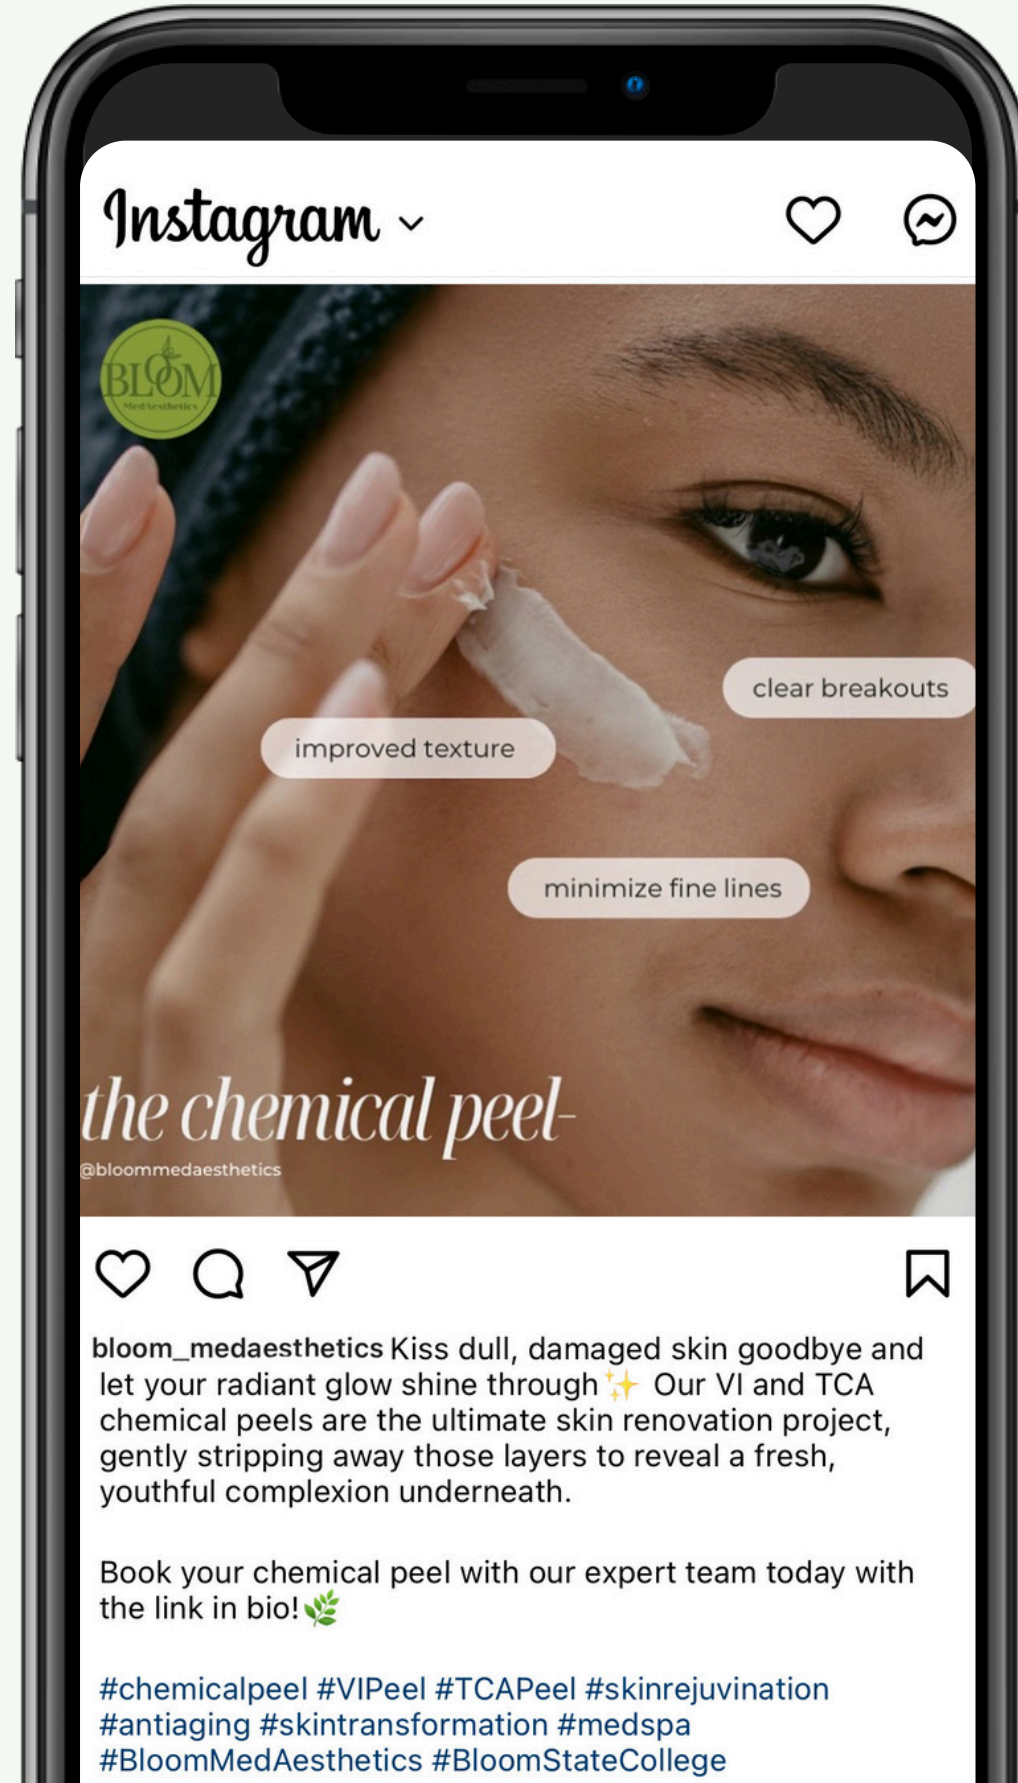 Instagram
BLOOM
MedAesthetics
clear breakouts
improved texture
minimize fine lines
the chemical peel-
@bloommedaesthetics
bloom_medaesthetics Kiss dull, damaged skin goodbye and
let your radiant glow shine through✨ Our VI and TCA
chemical peels are the ultimate skin renovation project,
gently stripping away those layers to reveal a fresh,
youthful complexion underneath.
Book your chemical peel with our expert team today with
the link in bio!🌿
#chemicalpeel #VIPeel #TCAPeel #skinrejuvination
#antiaging #skintransformation #medspa
#BloomMedAesthetics #BloomStateCollege